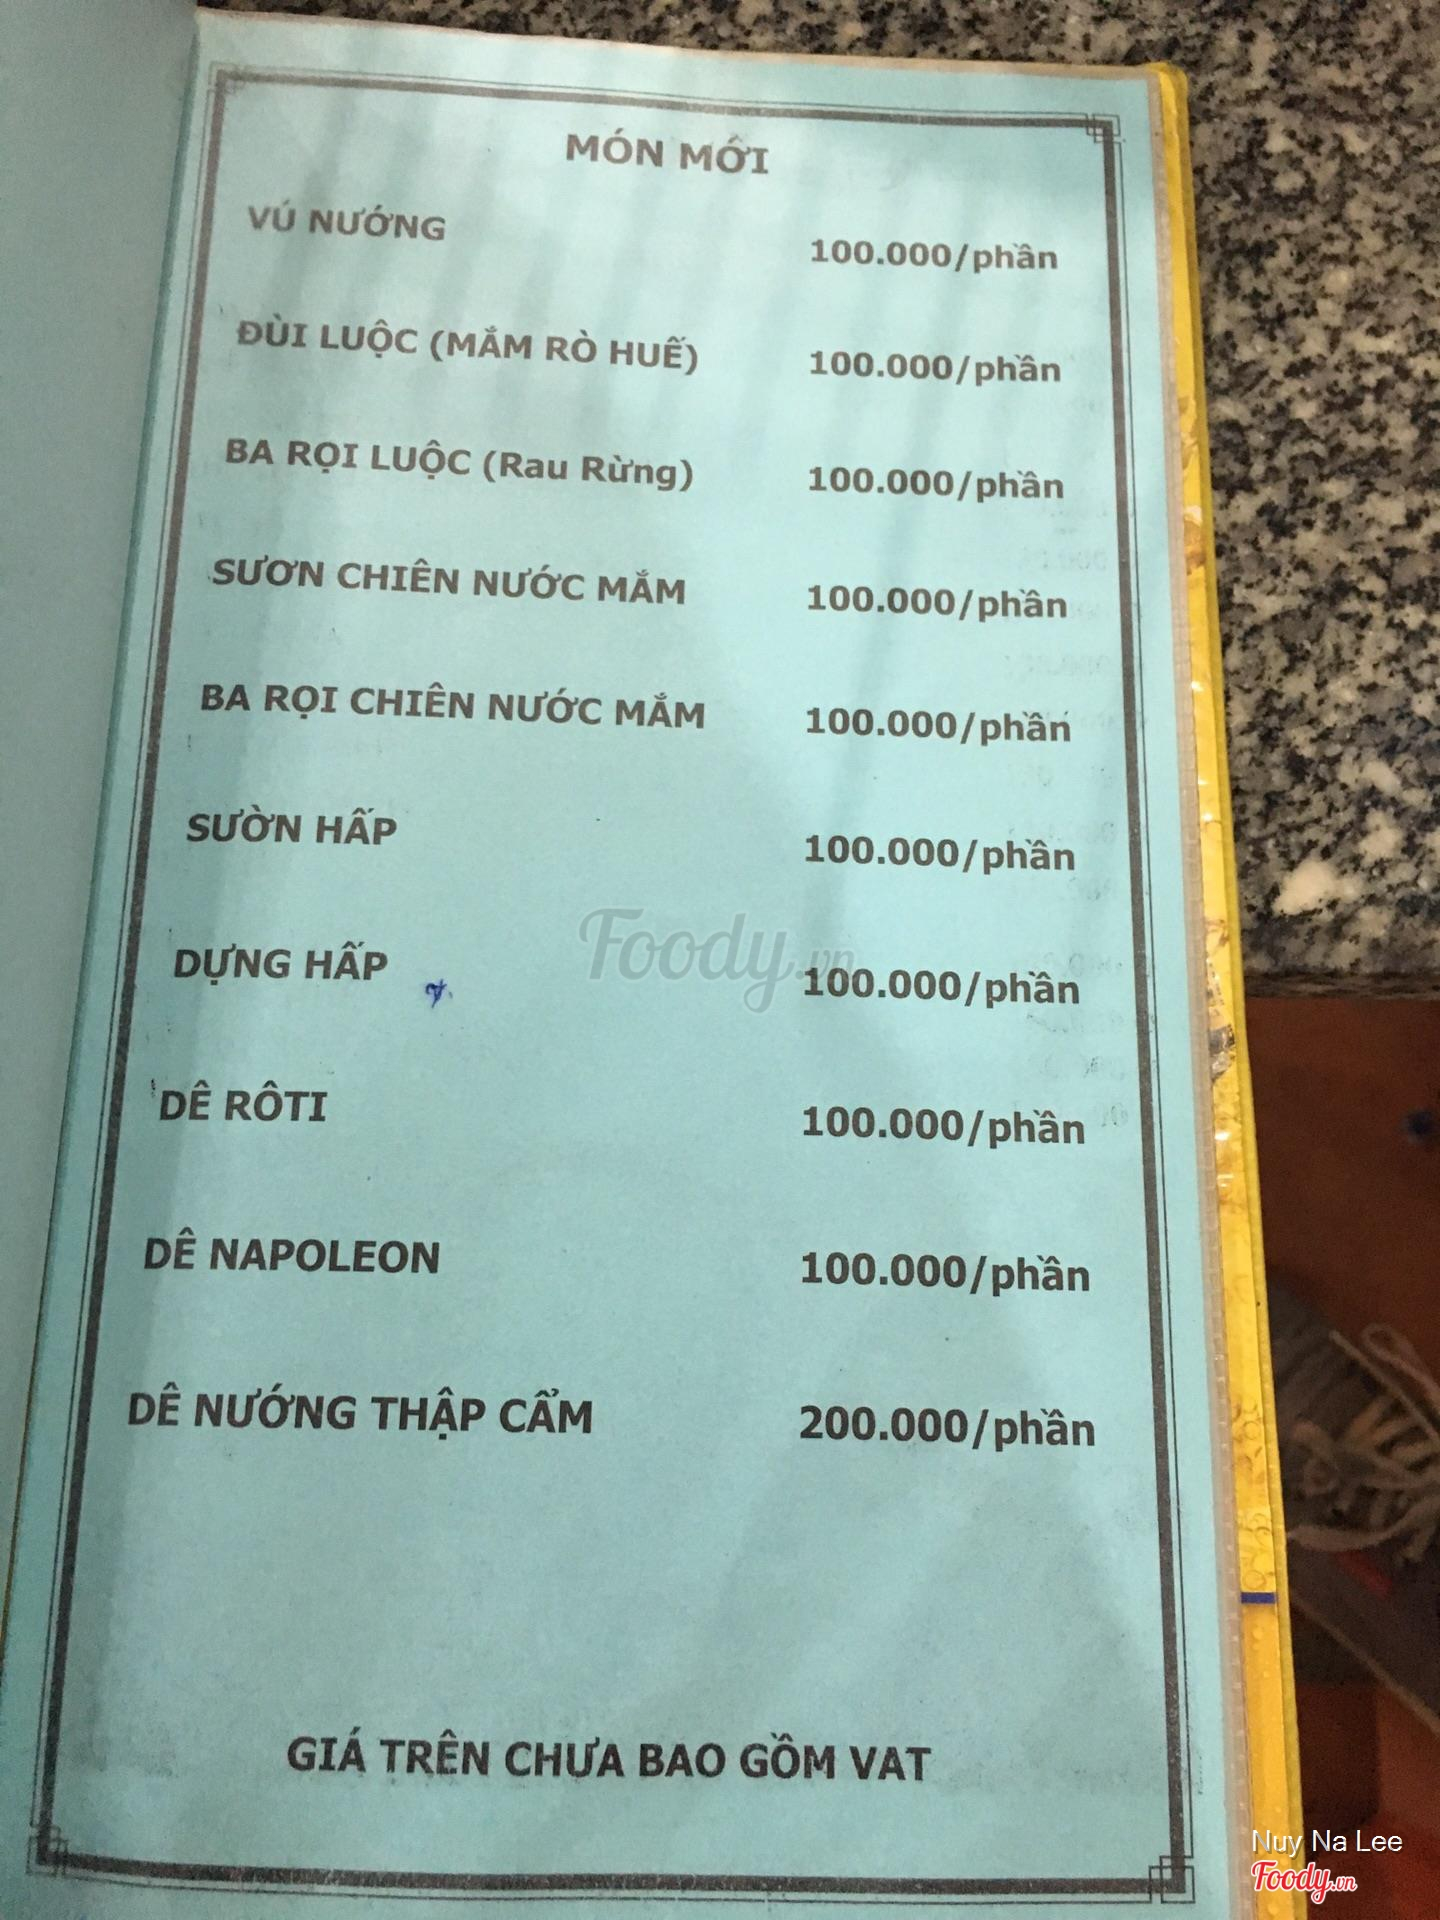 MÓN MỚI
VÚ NƯỚNG 100.000/phần
ĐÙI LUỘC (MẮM RÒ HUẾ) 100.000/phần
BA RỌI LUỘC (Rau Rừng) 100.000/phần
SƯƠN CHIÊN NƯỚC MẮM 100.000/phần
BA RỌI CHIÊN NƯỚC MẮM 100.000/phần
SƯỜN HẤP 100.000/phần
DỰNG HẤP 100.000/phần
DÊ RÔTI 100.000/phần
DÊ NAPOLEON 100.000/phần
DÊ NƯỚNG THẬP CẨM 200.000/phần
GIÁ TRÊN CHƯA BAO GỒM VAT
Foody.vn
Nuy Na Lee
Foody.vn